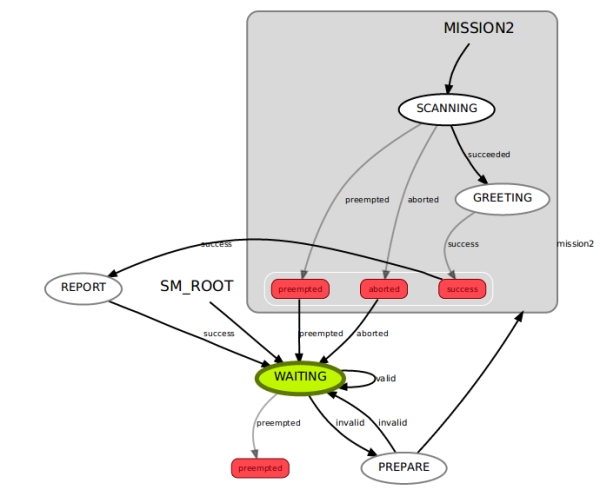 MISSION2
SCANNING
succeeded
preempted
aborted
GREETING
success
success
mission2
REPORT
SM_ROOT
preempted
aborted
success
success
preempted
aborted
WAITING
valid
preempted
invalid
invalid
preempted
PREPARE